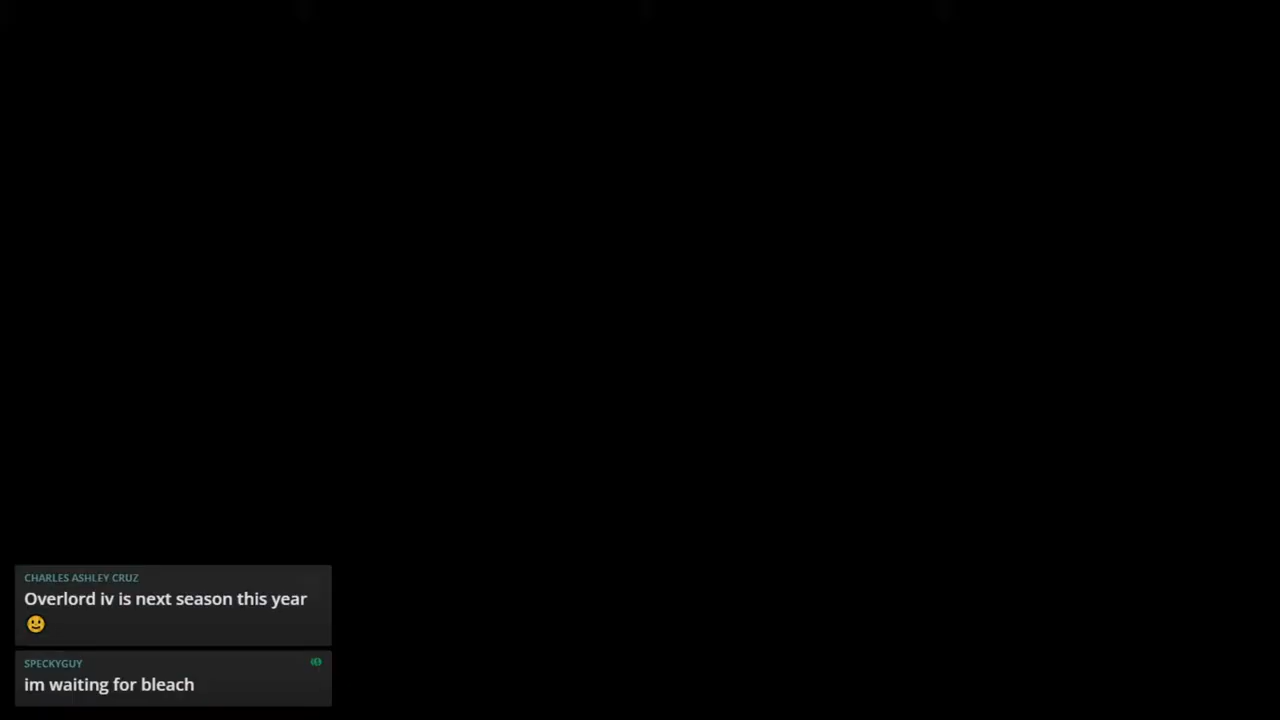 CHARLES ASHLEY CRUZ
Overlord iv is next season this year
🙂
SPECKYGUY
im waiting for bleach